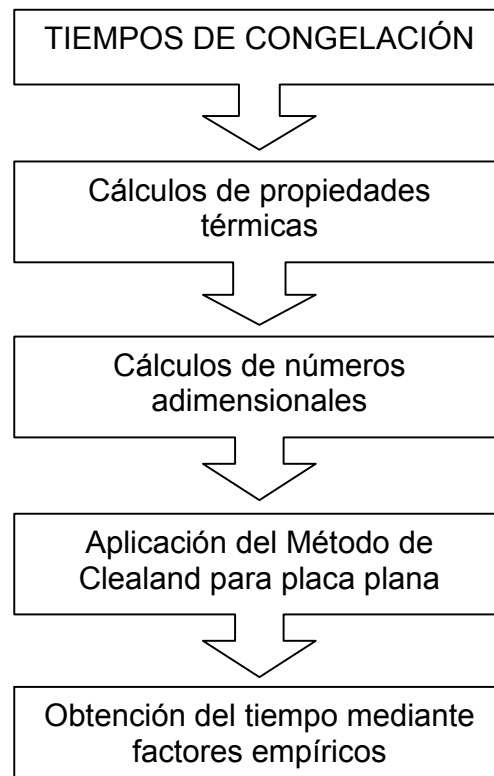 TIEMPOS DE CONGELACIÓN
Cálculos de propiedades
térmicas
Cálculos de números
adimensionales
Aplicación del Método de
Clealand para placa plana
Obtención del tiempo mediante
factores empíricos